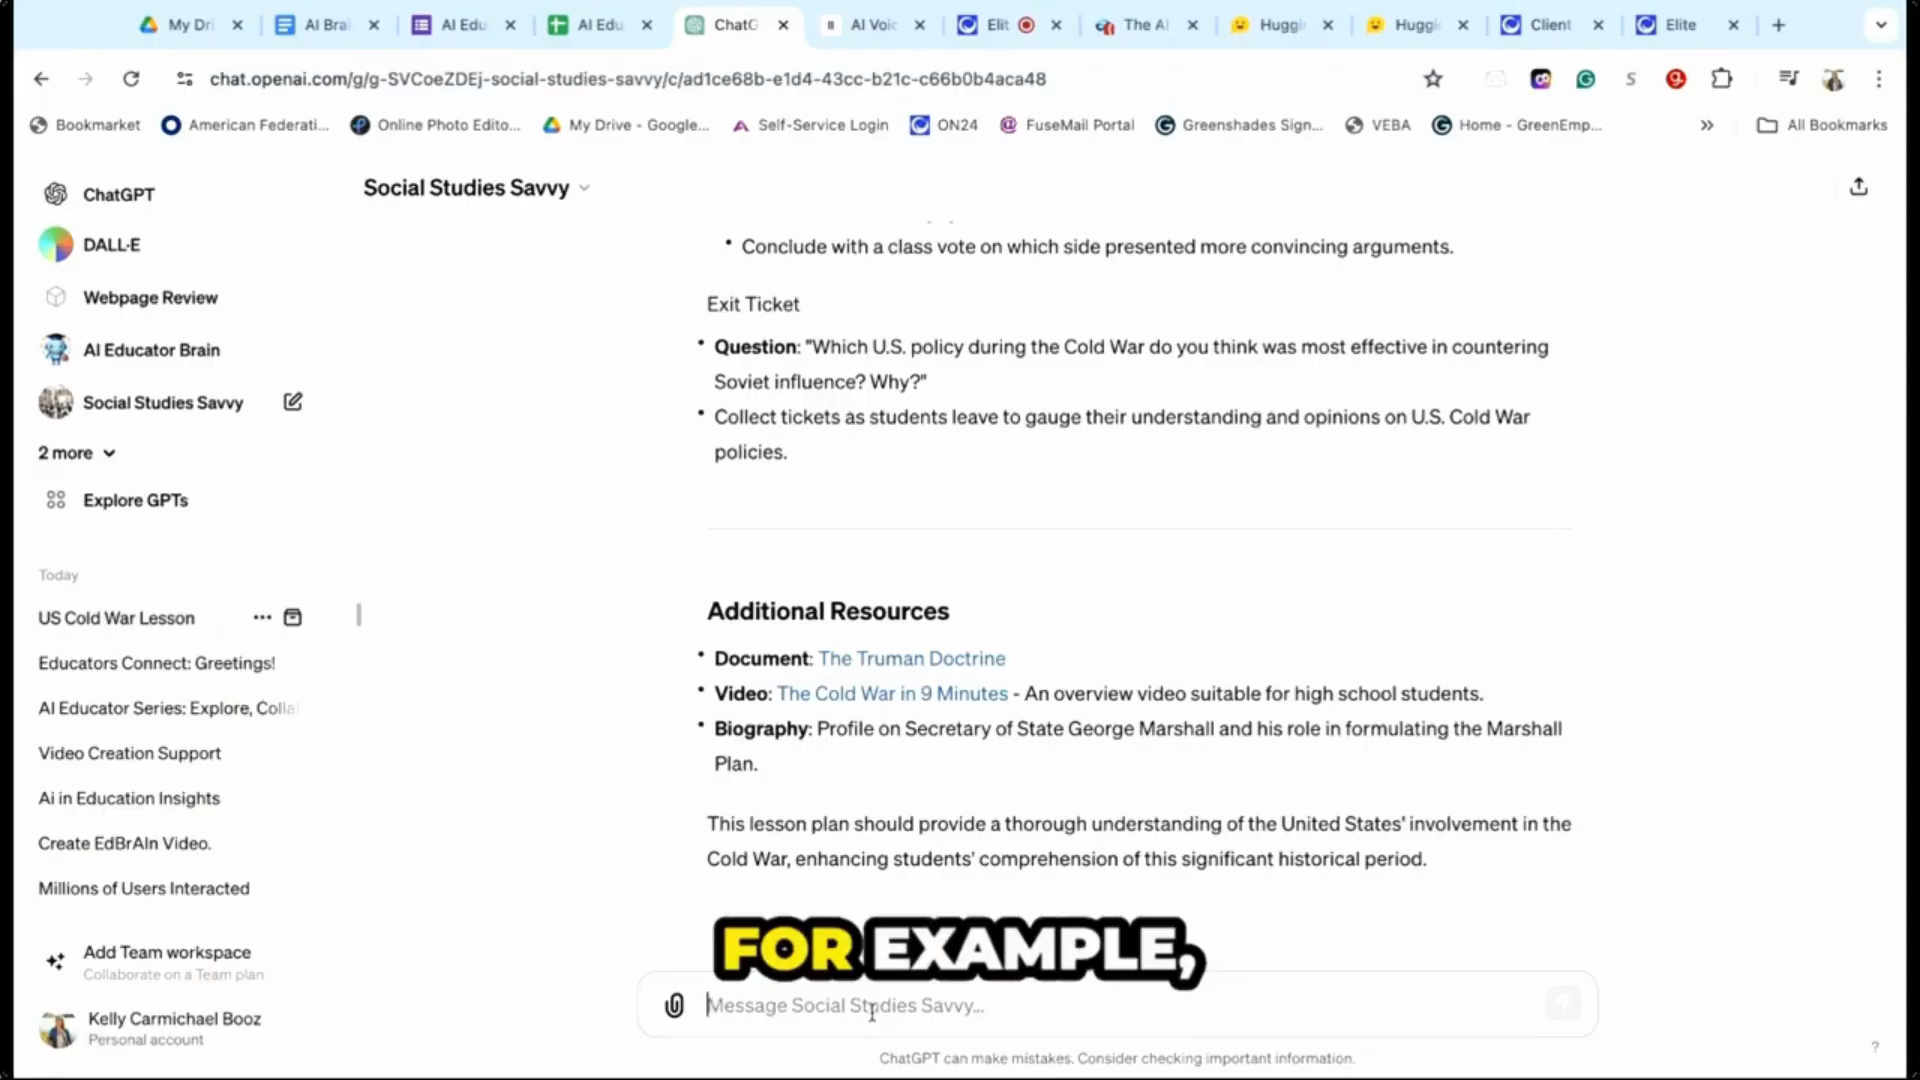 My Dri
AI Brai
AI Edu
AI Edu
ChatG
AI Voic
Elit
The AI
Huggi
Huggi
Client
Elite
chat.openai.com/g/g-SVCoeZDEj-social-studies-savvy/c/ad1ce68b-e1d4-43cc-b21c-c66b0b4aca48
Bookmarket
American Federati...
Online Photo Edito...
My Drive - Google...
Self-Service Login
ON24
FuseMail Portal
Greenshades Sign...
VEBA
Home - GreenEmp...
All Bookmarks
ChatGPT
DALL·E
Webpage Review
AI Educator Brain
Social Studies Savvy
2 more
Explore GPTs
Today
US Cold War Lesson
Educators Connect: Greetings!
AI Educator Series: Explore, Colla
Video Creation Support
Ai in Education Insights
Create EdBrAIn Video.
Millions of Users Interacted
Add Team workspace
Collaborate on a Team plan
Kelly Carmichael Booz
Personal account
Social Studies Savvy
• Conclude with a class vote on which side presented more convincing arguments.
Exit Ticket
• Question: "Which U.S. policy during the Cold War do you think was most effective in countering
Soviet influence? Why?"
• Collect tickets as students leave to gauge their understanding and opinions on U.S. Cold War
policies.
Additional Resources
• Document: The Truman Doctrine
• Video: The Cold War in 9 Minutes - An overview video suitable for high school students.
• Biography: Profile on Secretary of State George Marshall and his role in formulating the Marshall
Plan.
This lesson plan should provide a thorough understanding of the United States' involvement in the
Cold War, enhancing students' comprehension of this significant historical period.
FOR EXAMPLE,
Message Social Studies Savvy...
ChatGPT can make mistakes. Consider checking important information.
?